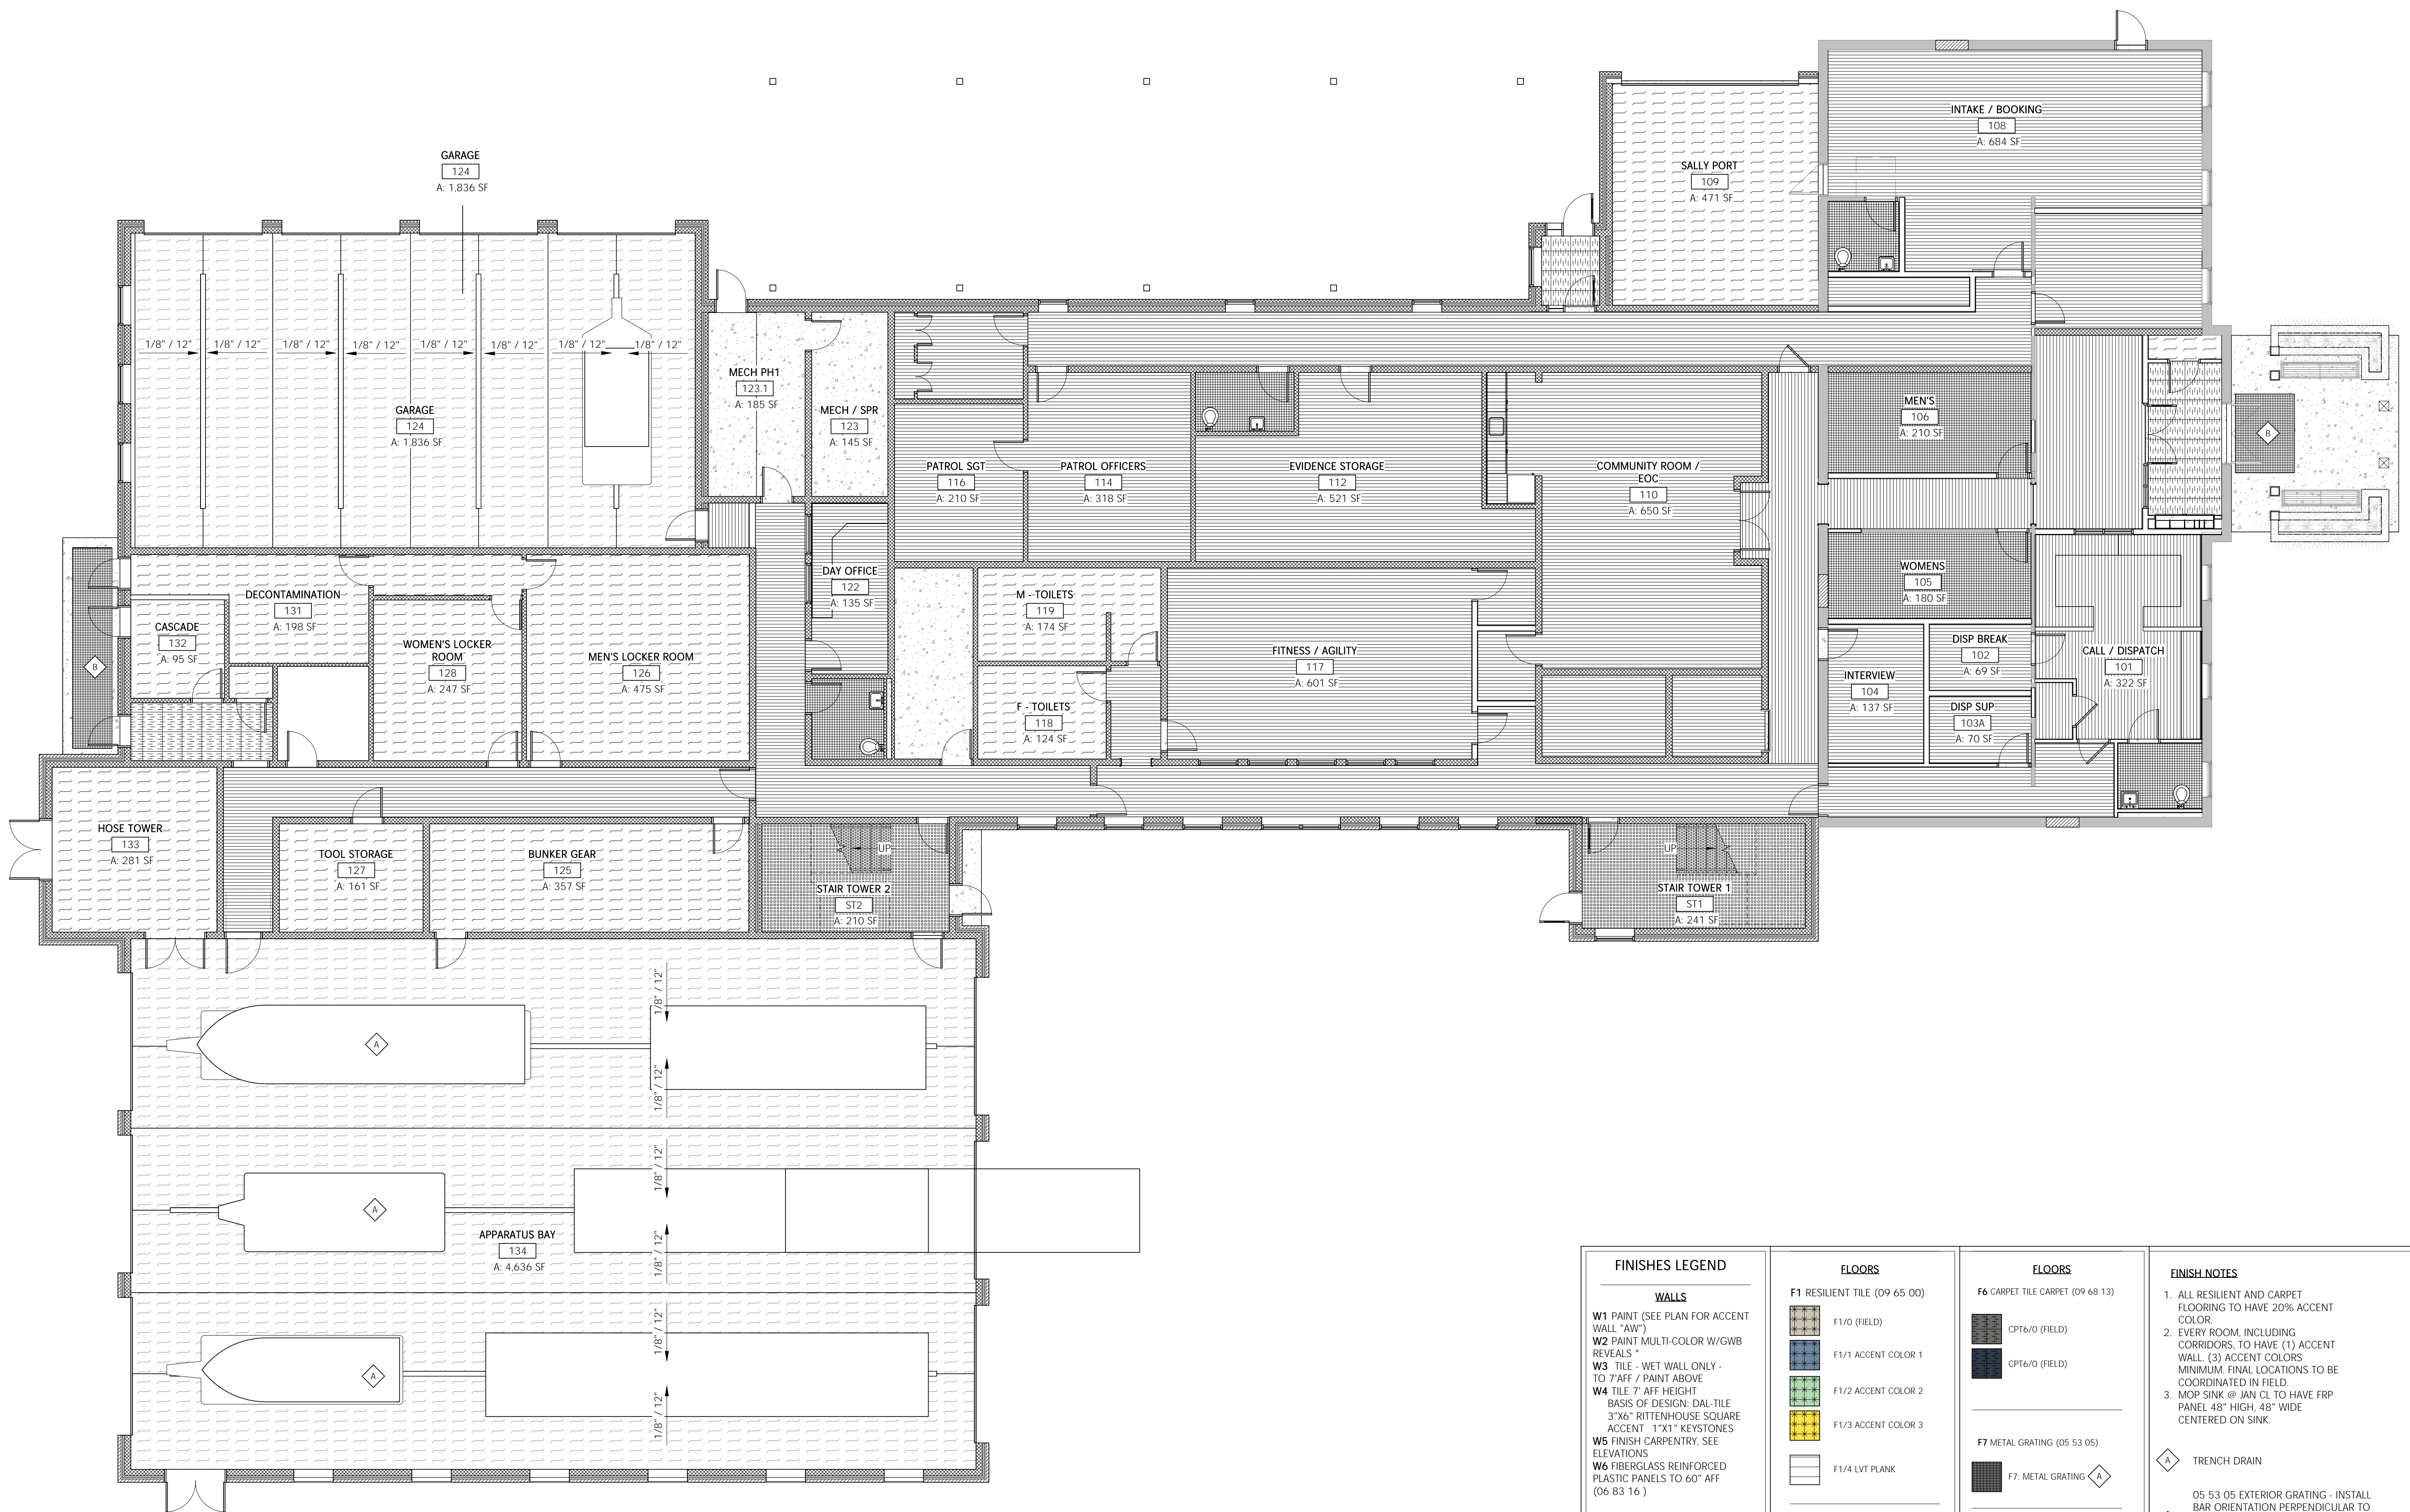 INTAKE / BOOKING
108
A: 684 SF
GARAGE
124
A: 1,836 SF
SALLY PORT
109
A: 471 SF
1/8" / 12"
1/8" / 12"
1/8" / 12"
1/8" / 12"
1/8" / 12"
1/8" / 12"
1/8" / 12"
1/8" / 12"
MECH PH1
123.1
A: 185 SF
GARAGE
124
A: 1,836 SF
MECH / SPR
123
A: 145 SF
MEN'S
106
A: 210 SF
B
PATROL SGT
116
A: 210 SF
PATROL OFFICERS
114
A: 318 SF
EVIDENCE STORAGE
112
A: 521 SF
COMMUNITY ROOM /
EOC
110
A: 650 SF
DAY OFFICE
122
A: 135 SF
WOMENS
105
A: 180 SF
DECONTAMINATION
131
A: 198 SF
M - TOILETS
119
A: 174 SF
CASCADE
132
A: 95 SF
B
WOMEN'S LOCKER
ROOM
128
A: 247 SF
MEN'S LOCKER ROOM
126
A: 475 SF
FITNESS / AGILITY
117
A: 601 SF
DISP BREAK
102
A: 69 SF
CALL / DISPATCH
101
A: 322 SF
INTERVIEW
104
A: 137 SF
F - TOILETS
118
A: 124 SF
DISP SUP
103A
A: 70 SF
HOSE TOWER
133
A: 281 SF
TOOL STORAGE
127
A: 161 SF
BUNKER GEAR
125
A: 357 SF
UP
STAIR TOWER 2
ST2
A: 210 SF
UP
STAIR TOWER 1
ST1
A: 241 SF
1/8" / 12"
A
1/8" / 12"
1/8" / 12"
A
APPARATUS BAY
134
A: 4,636 SF
1/8" / 12"
1/8" / 12"
A
1/8" / 12"
FINISHES LEGEND
WALLS
W1 PAINT (SEE PLAN FOR ACCENT
WALL "AW")
W2 PAINT MULTI-COLOR W/GWB
REVEALS *
W3 TILE - WET WALL ONLY -
TO 7'AFF / PAINT ABOVE
W4 TILE 7' AFF HEIGHT
BASIS OF DESIGN: DAL-TILE
3"X6" RITTENHOUSE SQUARE
ACCENT 1"X1" KEYSTONES
W5 FINISH CARPENTRY, SEE
ELEVATIONS
W6 FIBERGLASS REINFORCED
PLASTIC PANELS TO 60" AFF
(06 83 16 )
FLOORS
F1 RESILIENT TILE (09 65 00)
F1/0 (FIELD)
F1/1 ACCENT COLOR 1
F1/2 ACCENT COLOR 2
F1/3 ACCENT COLOR 3
F1/4 LVT PLANK
FLOORS
F6 CARPET TILE CARPET (09 68 13)
CPT6/0 (FIELD)
CPT6/0 (FIELD)
F7 METAL GRATING (05 53 05)
F7: METAL GRATING A
FINISH NOTES
1. ALL RESILIENT AND CARPET
FLOORING TO HAVE 20% ACCENT
COLOR.
2. EVERY ROOM, INCLUDING
CORRIDORS, TO HAVE (1) ACCENT
WALL. (3) ACCENT COLORS
MINIMUM. FINAL LOCATIONS TO BE
COORDINATED IN FIELD.
3. MOP SINK @ JAN CL TO HAVE FRP
PANEL 48" HIGH, 48" WIDE
CENTERED ON SINK.
A TRENCH DRAIN
05 53 05 EXTERIOR GRATING - INSTALL
BAR ORIENTATION PERPENDICULAR TO